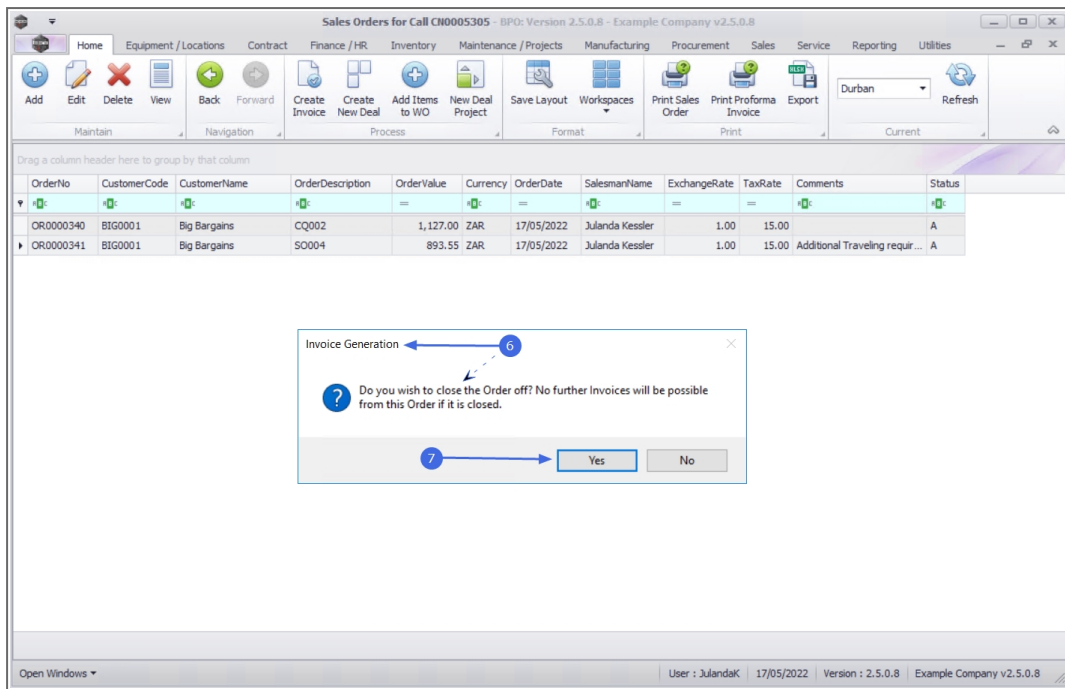 Sales Orders for Call CN0005305 - BPO: Version 2.5.0.8 - Example Company v2.5.0.8
Home Equipment / Locations Contract Finance / HR Inventory Maintenance / Projects Manufacturing Procurement Sales Service Reporting Utilities
Add Edit Delete View Back Forward Create Invoice Create New Deal Add Items to WO New Deal Project Save Layout Workspaces Print Sales Order Print Proforma Invoice Export Durban Refresh
Maintain Navigation Process Format Print Current
Drag a column header here to group by that column
OrderNo CustomerCode CustomerName OrderDescription OrderValue Currency OrderDate SalesmanName ExchangeRate TaxRate Comments Status
OR0000340 BIG0001 Big Bargains CQ002 1,127.00 ZAR 17/05/2022 Julanda Kessler 1.00 15.00 A
OR0000341 BIG0001 Big Bargains SO004 893.55 ZAR 17/05/2022 Julanda Kessler 1.00 15.00 Additional Traveling requir... A
Invoice Generation 6
Do you wish to close the Order off? No further Invoices will be possible
from this Order if it is closed.
7 Yes No
Open Windows User : JulandaK 17/05/2022 Version : 2.5.0.8 Example Company v2.5.0.8